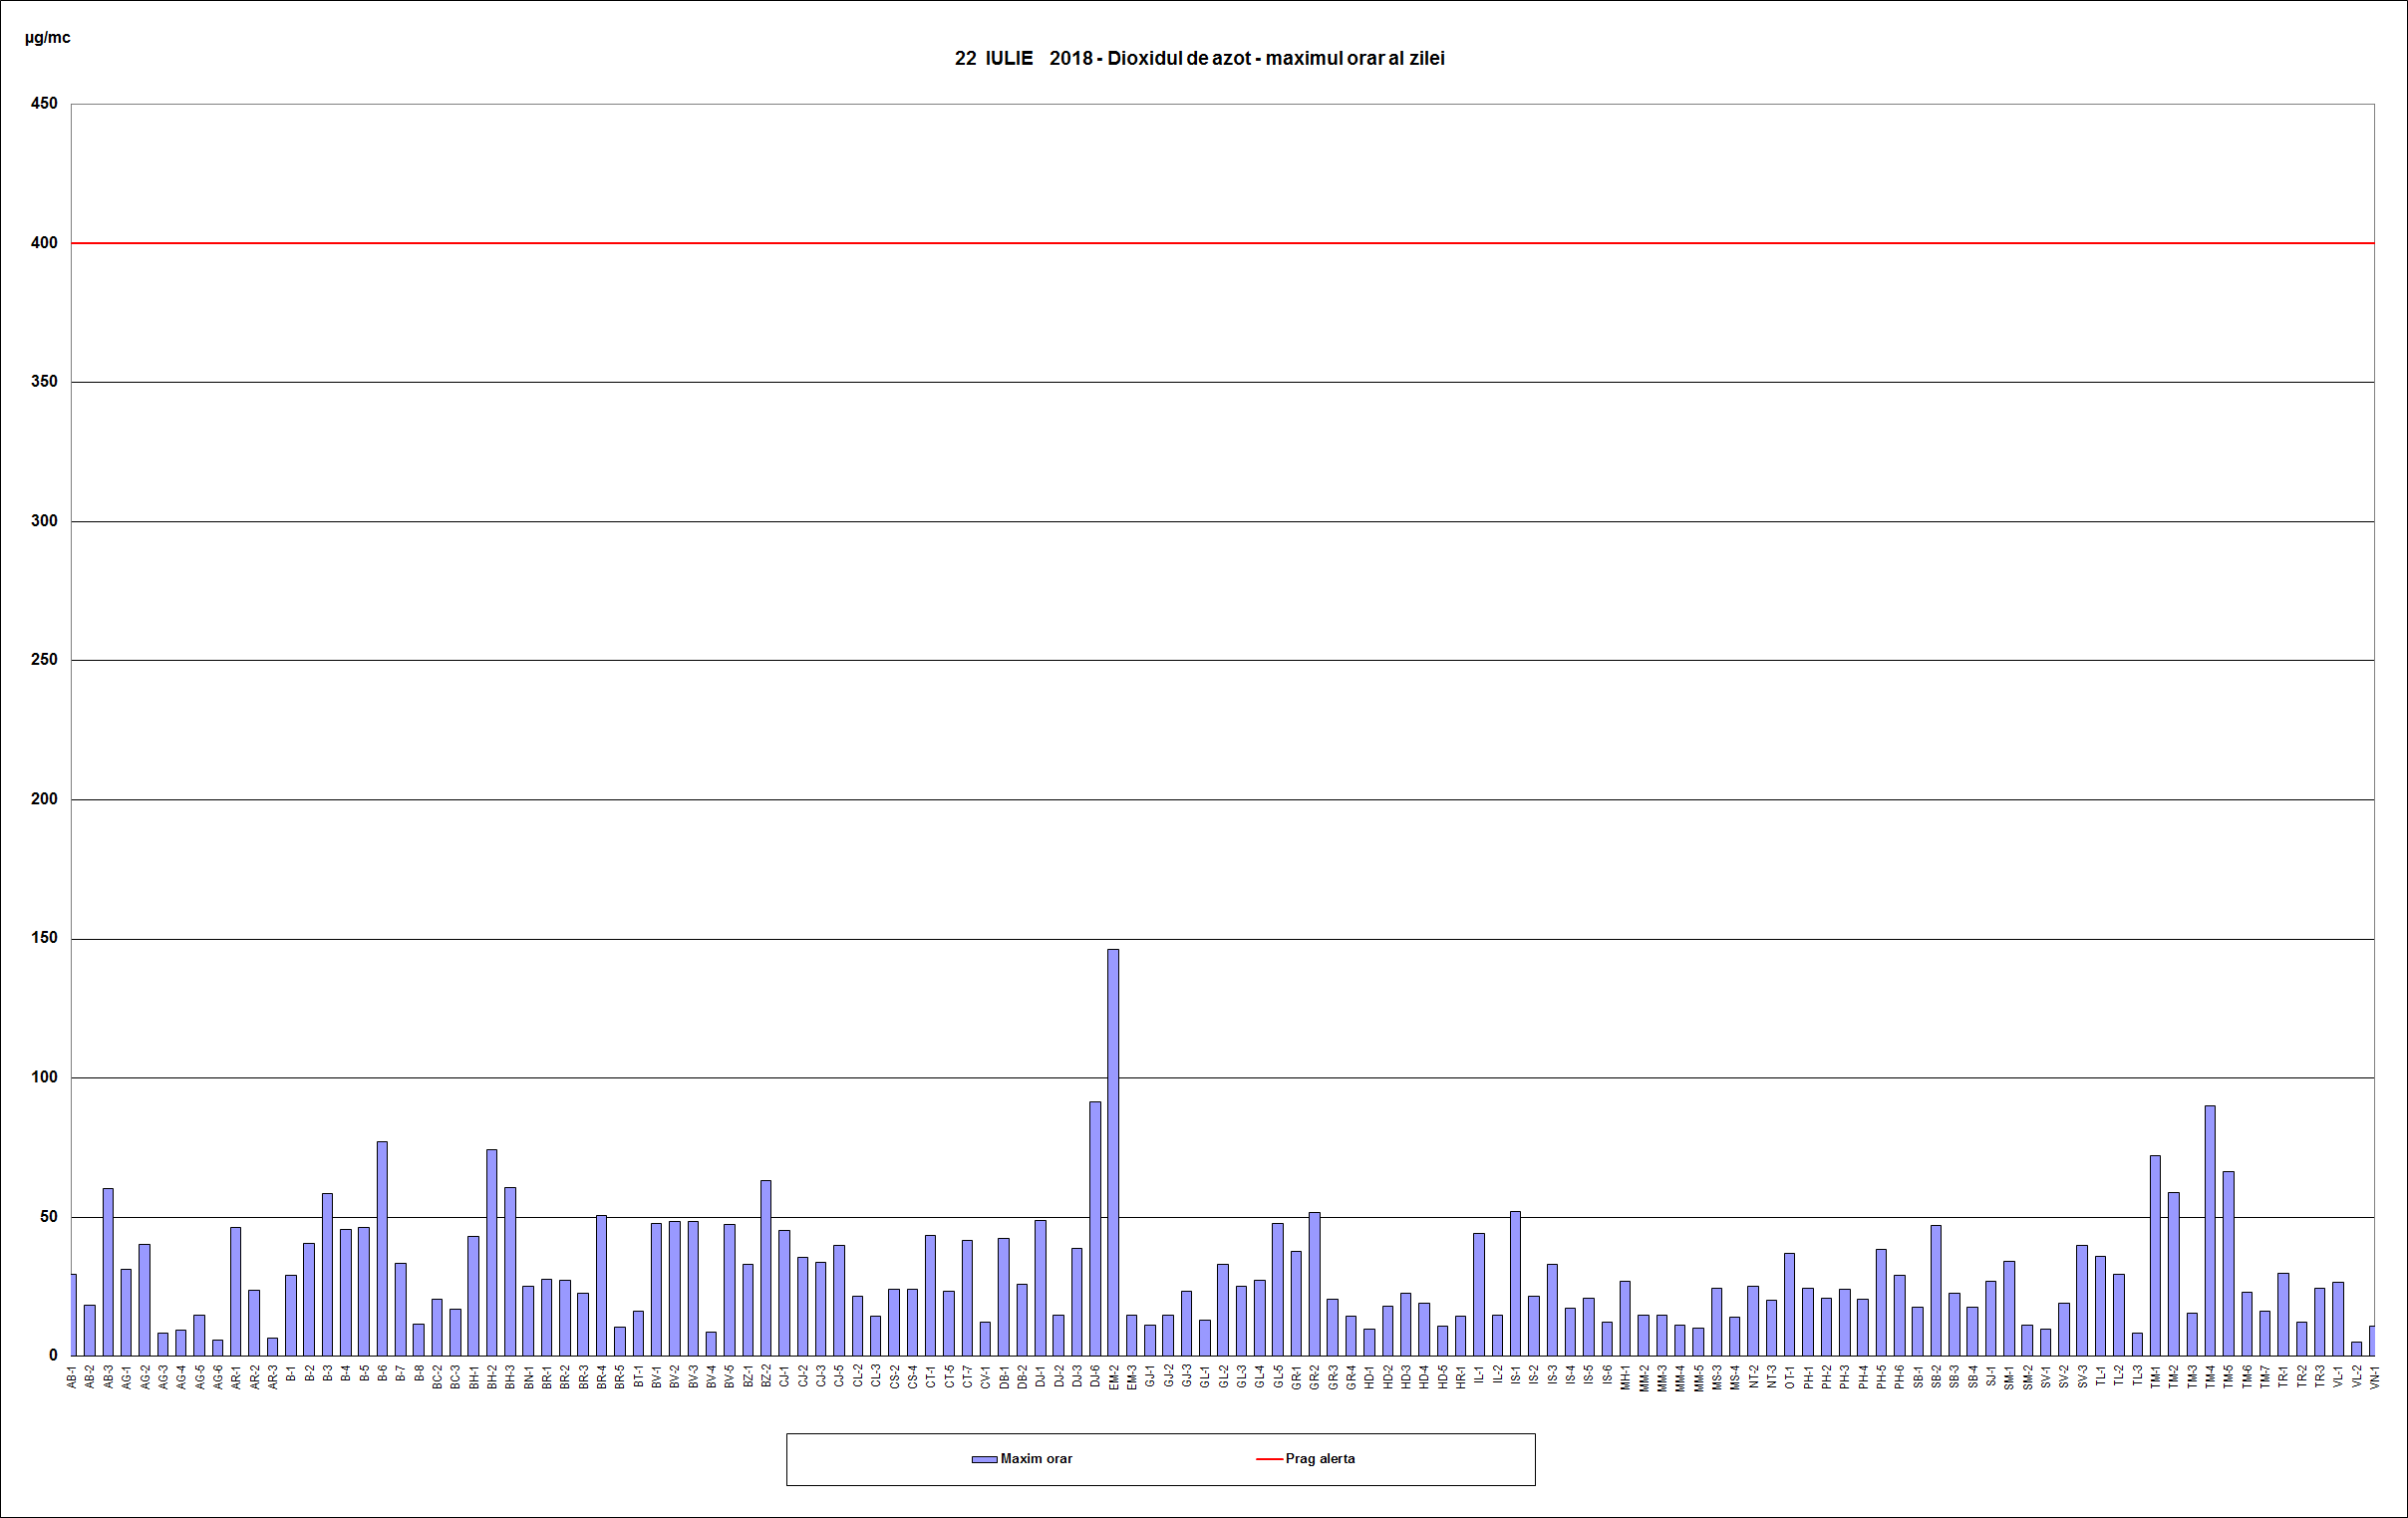 µg/mc
22 IULIE 2018 - Dioxidul de azot - maximul orar al zilei
450
400
350
300
250
200
150
100
50
0
AB-1 AB-2 AB-3 AG-1 AG-2 AG-3 AG-4 AG-5 AG-6 AR-1 AR-2 AR-3 B-1 B-2 B-3 B-4 B-5 B-6 B-7 B-8 BC-2 BC-3 BH-1 BH-2 BH-3 BN-1 BR-1 BR-2 BR-3 BR-4 BR-5 BT-1 BV-1 BV-2 BV-3 BV-4 BV-5 BZ-1 BZ-2 CJ-1 CJ-2 CJ-3 CJ-5 CL-2 CL-3 CS-2 CS-4 CT-1 CT-5 CT-7 CV-1 DB-1 DB-2 DJ-1 DJ-2 DJ-3 DJ-6 EM-2 EM-3 GJ-1 GJ-2 GJ-3 GL-1 GL-2 GL-3 GL-4 GL-5 GR-1 GR-2 GR-3 GR-4 HD-1 HD-2 HD-3 HD-4 HD-5 HR-1 IL-1 IL-2 IS-1 IS-2 IS-3 IS-4 IS-5 IS-6 MH-1 MM-2 MM-3 MM-4 MM-5 MS-3 MS-4 NT-2 NT-3 OT-1 PH-1 PH-2 PH-3 PH-4 PH-5 PH-6 SB-1 SB-2 SB-3 SB-4 SJ-1 SM-1 SM-2 SV-1 SV-2 SV-3 TL-1 TL-2 TL-3 TM-1 TM-2 TM-3 TM-4 TM-5 TM-6 TM-7 TR-1 TR-2 TR-3 VL-1 VL-2 VN-1
Maxim orar Prag alerta